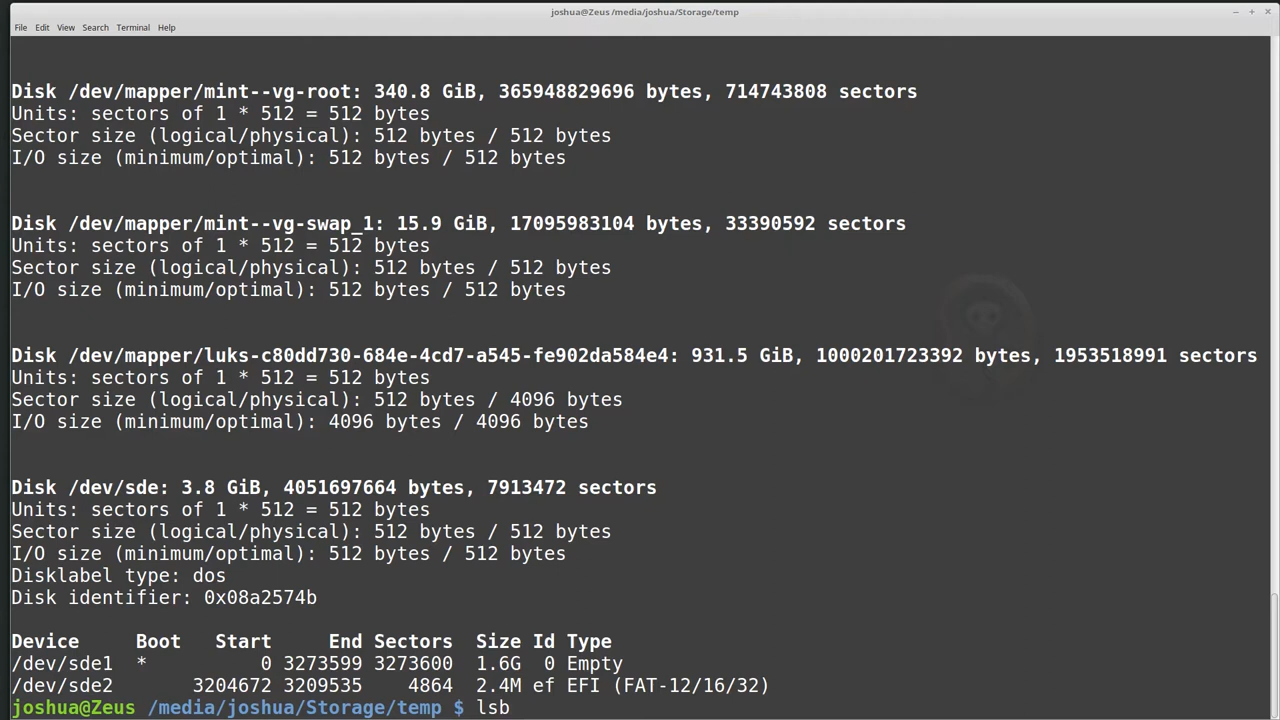 joshua@Zeus /media/joshua/Storage/temp
File Edit View Search Terminal Help
Disk /dev/mapper/mint--vg-root: 340.8 GiB, 365948829696 bytes, 714743808 sectors
Units: sectors of 1 * 512 = 512 bytes
Sector size (logical/physical): 512 bytes / 512 bytes
I/O size (minimum/optimal): 512 bytes / 512 bytes
Disk /dev/mapper/mint--vg-swap_1: 15.9 GiB, 17095983104 bytes, 33390592 sectors
Units: sectors of 1 * 512 = 512 bytes
Sector size (logical/physical): 512 bytes / 512 bytes
I/O size (minimum/optimal): 512 bytes / 512 bytes
Disk /dev/mapper/luks-c80dd730-684e-4cd7-a545-fe902da584e4: 931.5 GiB, 1000201723392 bytes, 1953518991 sectors
Units: sectors of 1 * 512 = 512 bytes
Sector size (logical/physical): 512 bytes / 4096 bytes
I/O size (minimum/optimal): 4096 bytes / 4096 bytes
Disk /dev/sde: 3.8 GiB, 4051697664 bytes, 7913472 sectors
Units: sectors of 1 * 512 = 512 bytes
Sector size (logical/physical): 512 bytes / 512 bytes
I/O size (minimum/optimal): 512 bytes / 512 bytes
Disklabel type: dos
Disk identifier: 0x08a2574b
Device     Boot   Start     End Sectors  Size Id Type
/dev/sde1  *          0 3273599 3273600  1.6G  0 Empty
/dev/sde2       3204672 3209535    4864  2.4M ef EFI (FAT-12/16/32)
joshua@Zeus /media/joshua/Storage/temp $ lsb